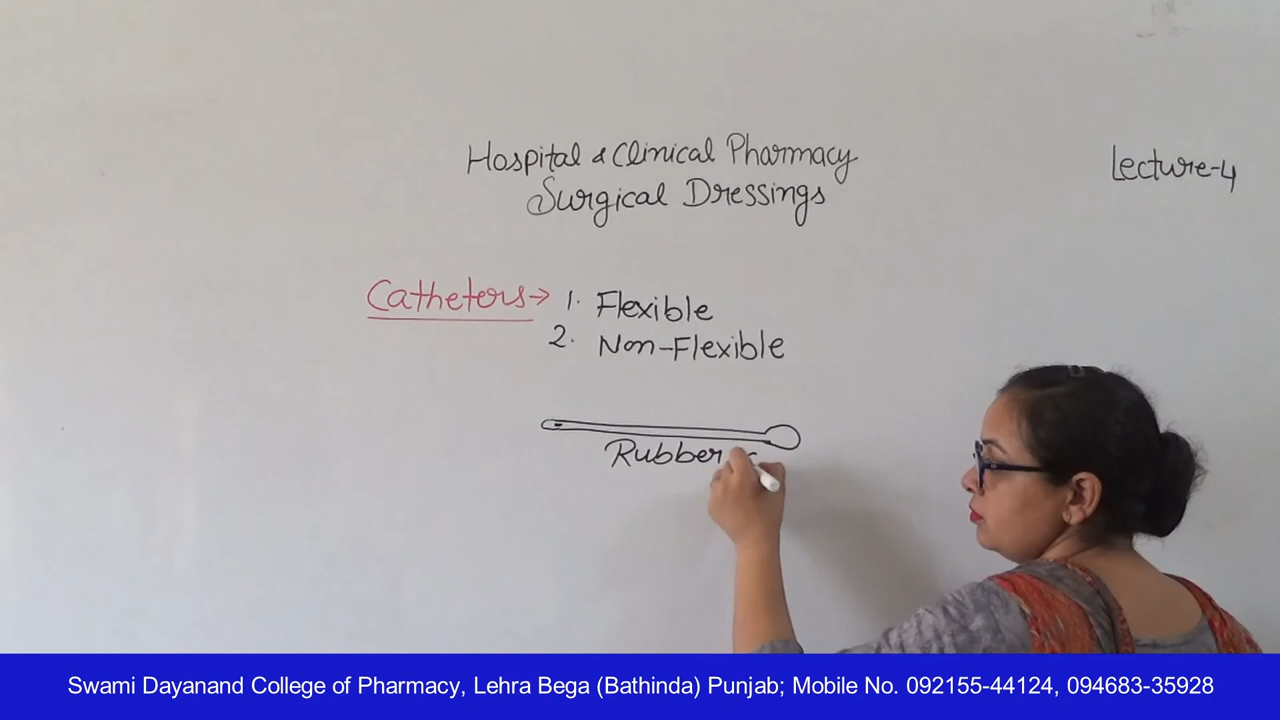 Hospital & Clinical Pharmacy
Surgical Dressings
Lecture-4
Catheters→ 1. Flexible
2. Non-Flexible
Rubber
Swami Dayanand College of Pharmacy, Lehra Bega (Bathinda) Punjab; Mobile No. 092155-44124, 094683-35928